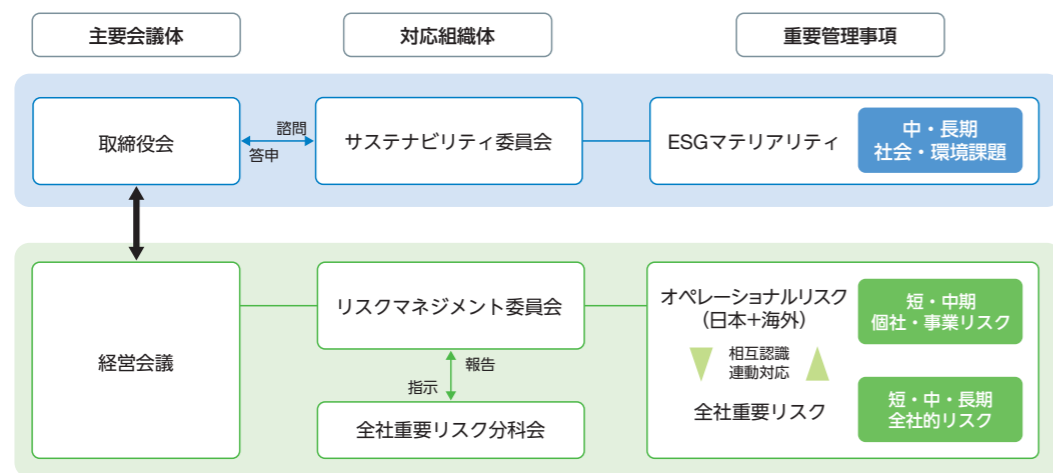 主要会議体
対応組織体
重要管理事項
取締役会
諮問
答申
サステナビリティ委員会
ESGマテリアリティ
中・長期
社会・環境課題
経営会議
リスクマネジメント委員会
報告
指示
全社重要リスク分科会
オペレーショナルリスク
(日本+海外)
短・中期
個社・事業リスク
相互認識
連動対応
全社重要リスク
短・中・長期
全社的リスク